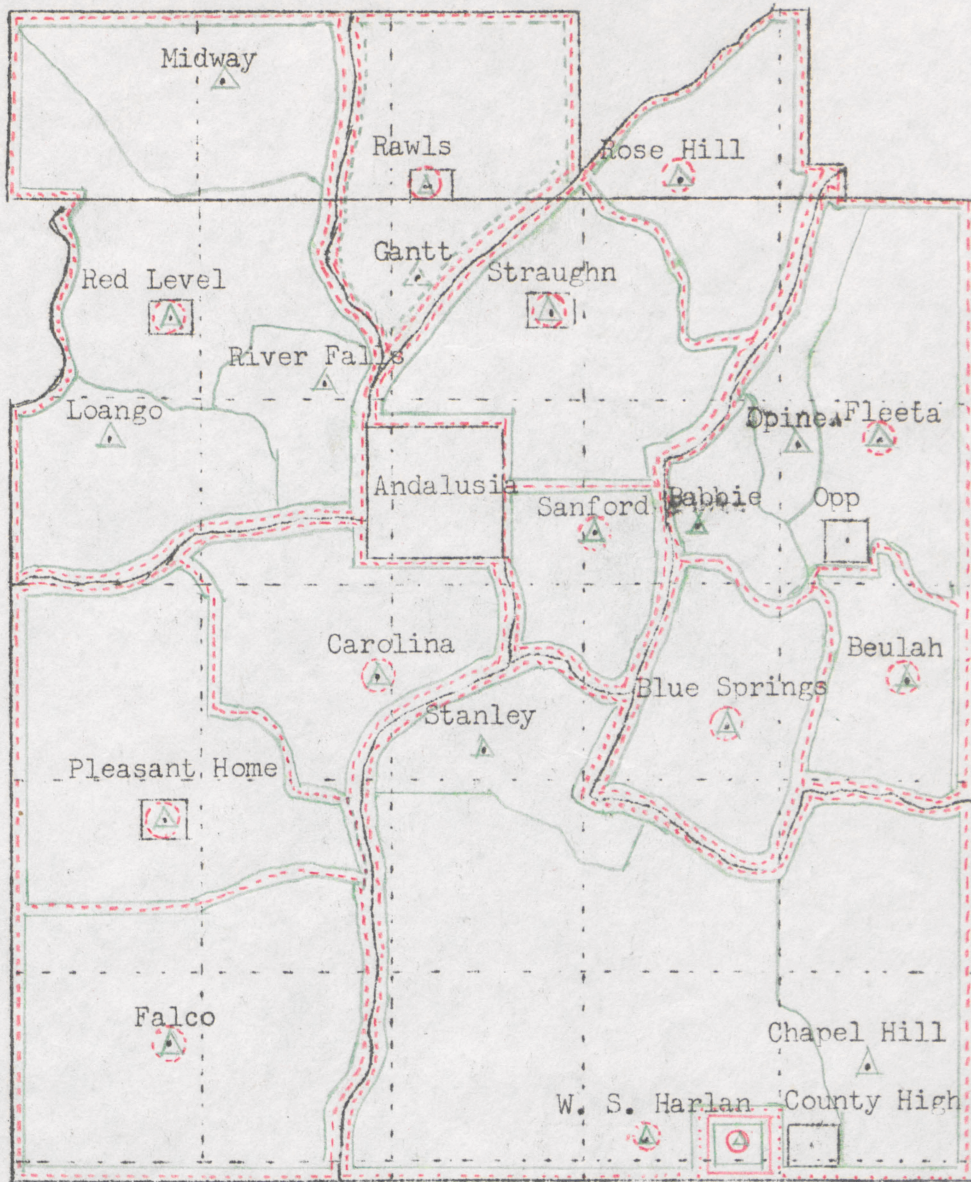 Midway
Rawls
Rose Hill
Gantt
Straughn
Red Level
River Falls
Loango
Opine
Fleeta
Andalusia
Sanford
Babbie
Opp
Carolina
Beulah
Blue Springs
Stanley
Pleasant Home
Falco
Chapel Hill
W. S. Harlan
County High